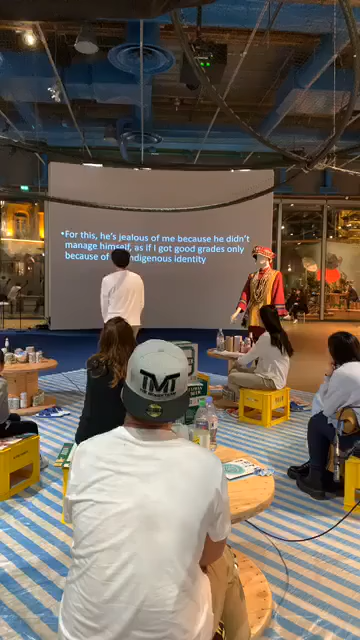 •For this, he's jealous of me because he didn't
manage himself, as if I got good grades only
because of indigenous identity
TMT